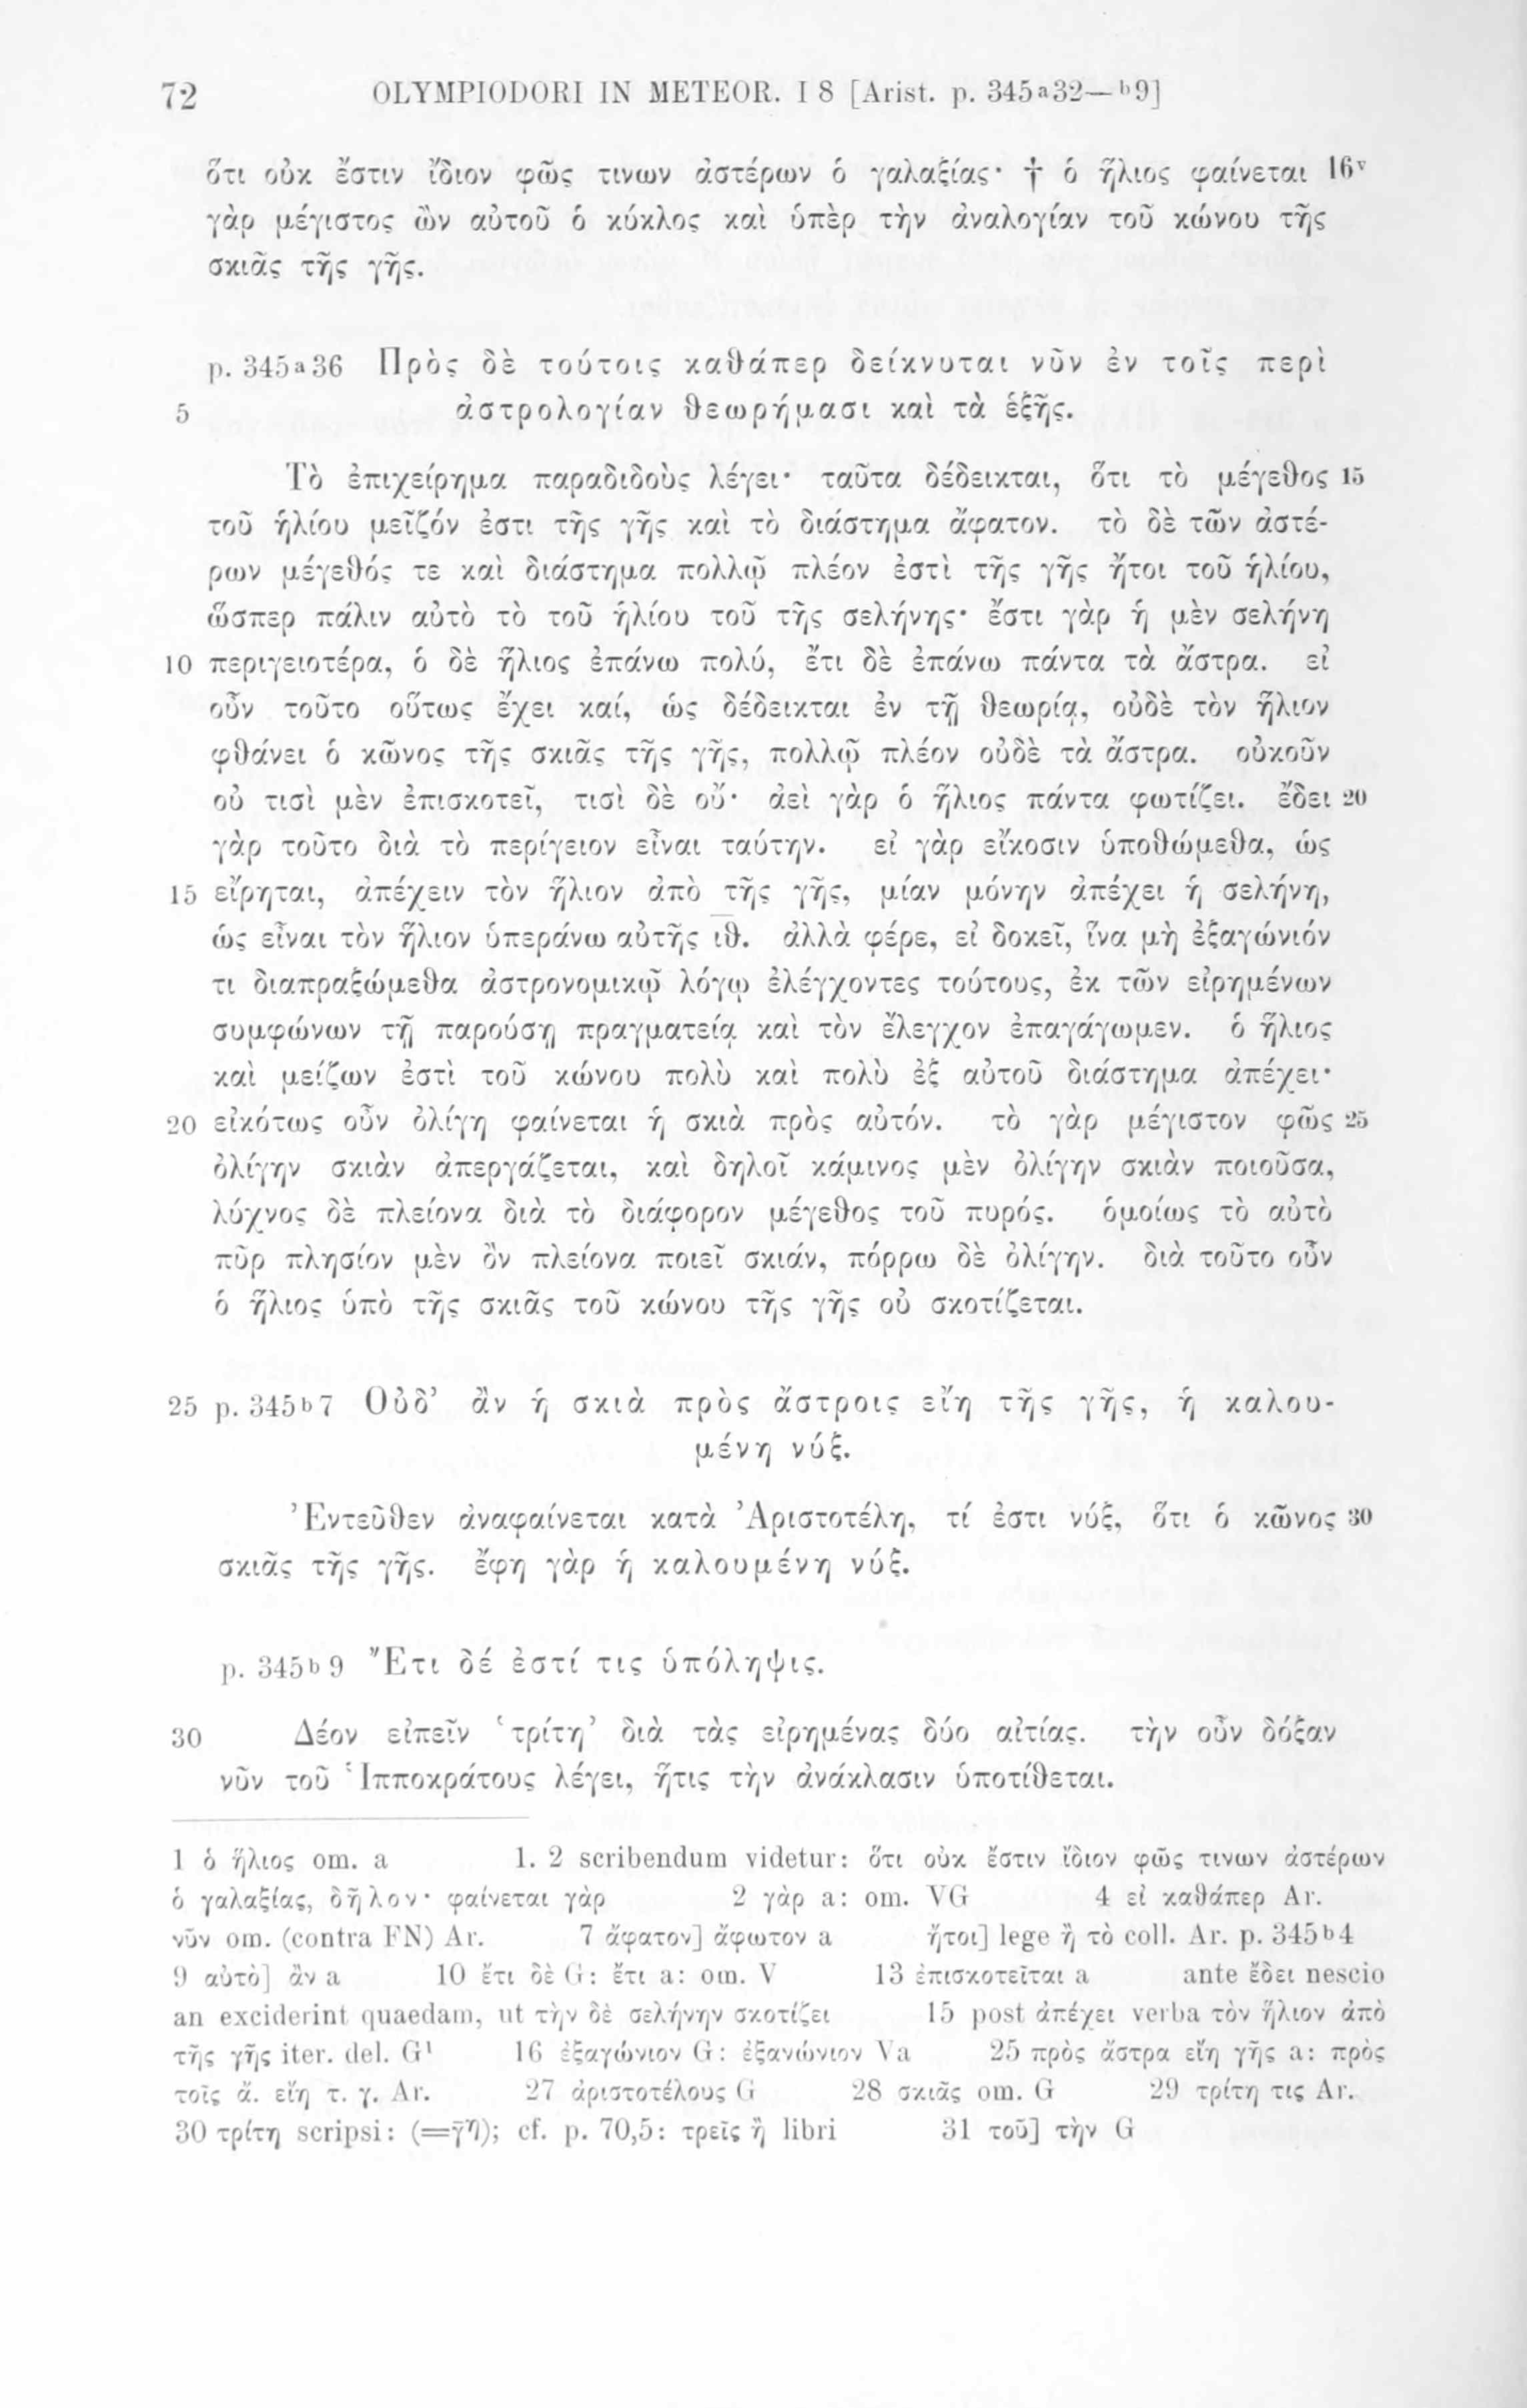 72 OLYMPIODORI IN METEOR. I 8 [Arist. p. 345a32—b9]
ὅτι οὐκ ἔστιν ἴδιον φῶς τινων ἀστέρων ὁ γαλαξίας· † ὁ ἥλιος φαίνεται 16v
γὰρ μέγιστος ὢν αὐτοῦ ὁ κύκλος καὶ ὑπὲρ τὴν ἀναλογίαν τοῦ κώνου τῆς
σκιᾶς τῆς γῆς.
p. 345a36 Πρὸς δὲ τούτοις καθάπερ δείκνυται νῦν ἐν τοῖς περὶ
5 ἀστρολογίαν θεωρήμασι καὶ τὰ ἑξῆς.
Τὸ ἐπιχείρημα παραδιδοὺς λέγει· ταῦτα δέδεικται, ὅτι τὸ μέγεθος 15
τοῦ ἡλίου μεῖζόν ἐστι τῆς γῆς καὶ τὸ διάστημα ἄφατον. τὸ δὲ τῶν ἀστέ-
ρων μέγεθός τε καὶ διάστημα πολλῷ πλέον ἐστὶ τῆς γῆς ἤτοι τοῦ ἡλίου,
ὥσπερ πάλιν αὐτὸ τὸ τοῦ ἡλίου τοῦ τῆς σελήνης· ἔστι γὰρ ἡ μὲν σελήνη
10 περιγειοτέρα, ὁ δὲ ἥλιος ἐπάνω πολύ, ἔτι δὲ ἐπάνω πάντα τὰ ἄστρα. εἰ
οὖν τοῦτο οὕτως ἔχει καί, ὡς δέδεικται ἐν τῇ θεωρίᾳ, οὐδὲ τὸν ἥλιον
φθάνει ὁ κῶνος τῆς σκιᾶς τῆς γῆς, πολλῷ πλέον οὐδὲ τὰ ἄστρα. οὐκοῦν
οὐ τισὶ μὲν ἐπισκοτεῖ, τισὶ δὲ οὔ· ἀεὶ γὰρ ὁ ἥλιος πάντα φωτίζει. ἔδει 20
γὰρ τοῦτο διὰ τὸ περίγειον εἶναι ταύτην. εἰ γὰρ εἴκοσιν ὑποθώμεθα, ὡς
15 εἴρηται, ἀπέχειν τὸν ἥλιον ἀπὸ τῆς γῆς, μίαν μόνην ἀπέχει ἡ σελήνη,
ὡς εἶναι τὸν ἥλιον ὑπεράνω αὐτῆς ιθ. ἀλλὰ φέρε, εἰ δοκεῖ, ἵνα μὴ ἐξαγώνιόν
τι διαπραξώμεθα ἀστρονομικῷ λόγῳ ἐλέγχοντες τούτους, ἐκ τῶν εἰρημένων
συμφώνων τῇ παρούσῃ πραγματείᾳ καὶ τὸν ἔλεγχον ἐπαγάγωμεν. ὁ ἥλιος
καὶ μείζων ἐστὶ τοῦ κώνου πολὺ καὶ πολὺ ἐξ αὐτοῦ διάστημα ἀπέχει·
20 εἰκότως οὖν ὀλίγη φαίνεται ἡ σκιὰ πρὸς αὐτόν. τὸ γὰρ μέγιστον φῶς 25
ὀλίγην σκιὰν ἀπεργάζεται, καὶ δηλοῖ κάμινος μὲν ὀλίγην σκιὰν ποιοῦσα,
λύχνος δὲ πλείονα διὰ τὸ διάφορον μέγεθος τοῦ πυρός. ὁμοίως τὸ αὐτὸ
πῦρ πλησίον μὲν ὂν πλείονα ποιεῖ σκιάν, πόρρω δὲ ὀλίγην. διὰ τοῦτο οὖν
ὁ ἥλιος ὑπὸ τῆς σκιᾶς τοῦ κώνου τῆς γῆς οὐ σκοτίζεται.
25 p. 345b7 Οὐδ’ ἂν ἡ σκιὰ πρὸς ἄστροις εἴη τῆς γῆς, ἡ καλου-
μένη νύξ.
Ἐντεῦθεν ἀναφαίνεται κατὰ Ἀριστοτέλη, τί ἐστι νύξ, ὅτι ὁ κῶνος 30
σκιᾶς τῆς γῆς. ἔφη γὰρ ἡ καλουμένη νύξ.
p. 345b9 Ἔτι δέ ἐστί τις ὑπόληψις.
30 Δέον εἰπεῖν ‘τρίτη’ διὰ τὰς εἰρημένας δύο αἰτίας. τὴν οὖν δόξαν
νῦν τοῦ Ἱπποκράτους λέγει, ἥτις τὴν ἀνάκλασιν ὑποτίθεται.
1 ὁ ἥλιος om. a 1. 2 scribendum videtur: ὅτι οὐκ ἔστιν ἴδιον φῶς τινων ἀστέρων
ὁ γαλαξίας, δῆλον· φαίνεται γὰρ 2 γὰρ a: om. VG 4 εἰ καθάπερ Ar.
νῦν om. (contra FN) Ar. 7 ἄφατον] ἄφωτον a ἤτοι] lege ἢ τὸ coll. Ar. p. 345b4
9 αὐτὸ] ἂν a 10 ἔτι δὲ G: ἔτι a: om. V 13 ἐπισκοτεῖται a ante ἔδει nescio
an exciderint quaedam, ut τὴν δὲ σελήνην σκοτίζει 15 post ἀπέχει verba τὸν ἥλιον ἀπὸ
τῆς γῆς iter. del. G1 16 ἐξαγώνιον G: ἐξανώνιον Va 25 πρὸς ἄστρα εἴη γῆς a: πρὸς
τοῖς ἄ. εἴη τ. γ. Ar. 27 ἀριστοτέλους G 28 σκιᾶς om. G 29 τρίτη τις Ar.
30 τρίτη scripsi: (=γ̄η); cf. p. 70,5: τρεῖς ἢ libri 31 τοῦ] τὴν G